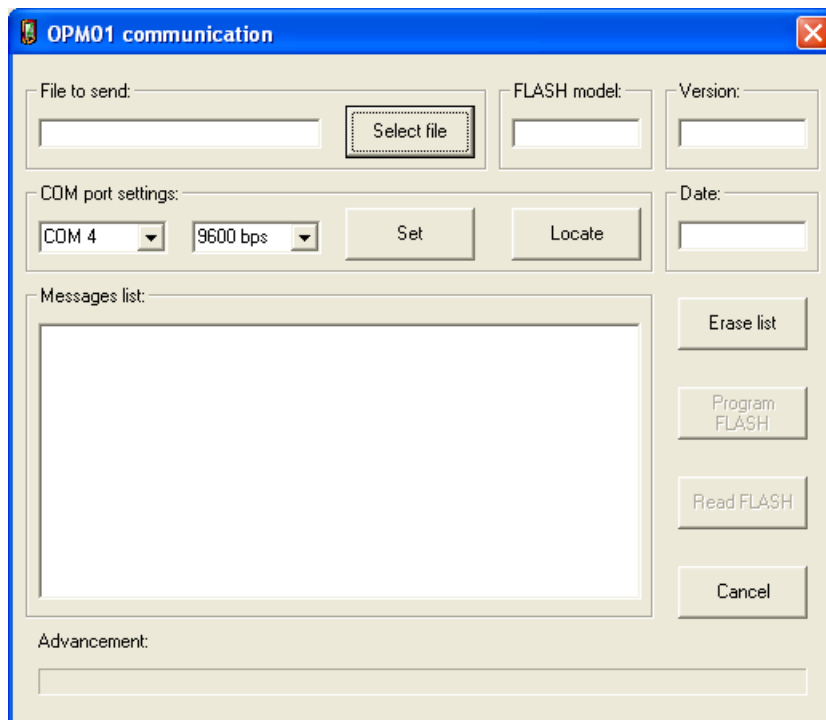 OPM01 communication
File to send:
Select file
FLASH model:
Version:
COM port settings:
COM 4
9600 bps
Set
Locate
Date:
Messages list:
Erase list
Program
FLASH
Read FLASH
Cancel
Advancement: